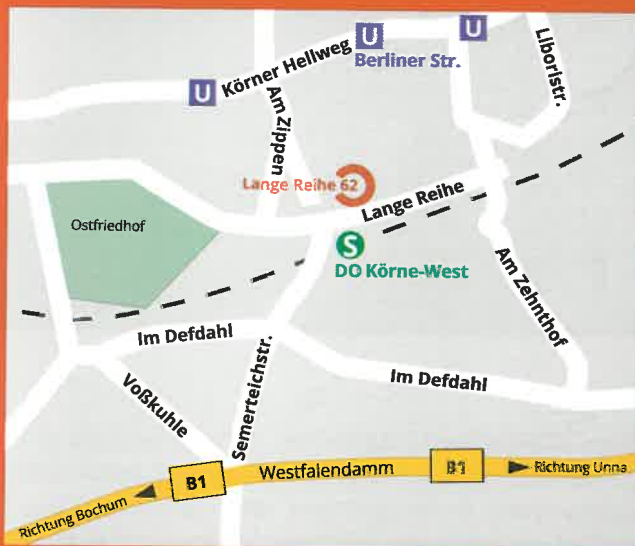 U
U
U
Körner Hellweg
Berliner Str.
Liboristr.
Am Zippen
Lange Reihe 62
Lange Reihe
Ostfriedhof
S
DO Körne-West
Am Zehnthof
Im Defdahl
Im Defdahl
Voßkuhle
Semerteichstr.
B1
Westfalendamm
B1
Richtung Unna
Richtung Bochum